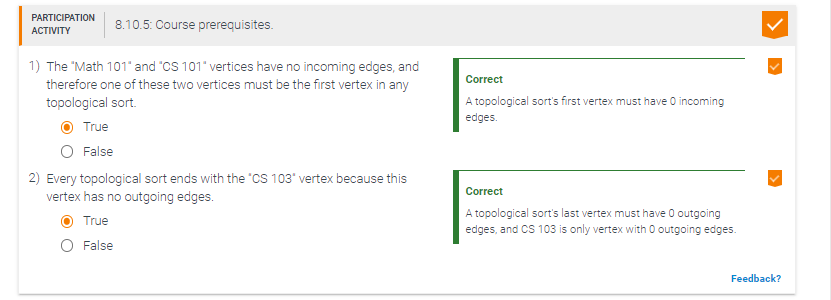 PARTICIPATION
ACTIVITY
8.10.5: Course prerequisites.
1) The "Math 101" and "CS 101" vertices have no incoming edges, and
therefore one of these two vertices must be the first vertex in any
topological sort.
True
False
Correct
A topological sort's first vertex must have 0 incoming
edges.
2) Every topological sort ends with the "CS 103" vertex because this
vertex has no outgoing edges.
True
False
Correct
A topological sort's last vertex must have 0 outgoing
edges, and CS 103 is only vertex with 0 outgoing edges.
Feedback?